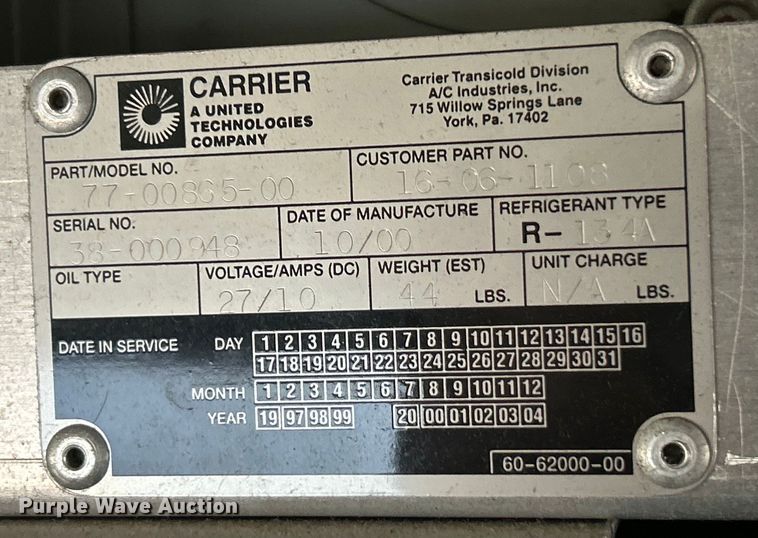 CARRIER
A UNITED
TECHNOLOGIES
COMPANY
Carrier Transicold Division
A/C Industries, Inc.
715 Willow Springs Lane
York, Pa. 17402
PART/MODEL NO.
CUSTOMER PART NO.
16-06-1108
SERIAL NO.
38-000948
DATE OF MANUFACTURE
10/00
REFRIGERANT TYPE
R-134A
OIL TYPE
VOLTAGE/AMPS (DC)
27/10
WEIGHT (EST)
44 LBS.
UNIT CHARGE
N/A LBS.
DATE IN SERVICE
DAY 1 2 3 4 5 6 7 8 9 10 11 12 13 14 15 16
17 18 19 20 21 22 23 24 25 26 27 28 29 30 31
MONTH 1 2 3 4 5 6 7 8 9 10 11 12
YEAR 19 97 98 99 20 00 01 02 03 04
60-62000-00
Purple Wave Auction